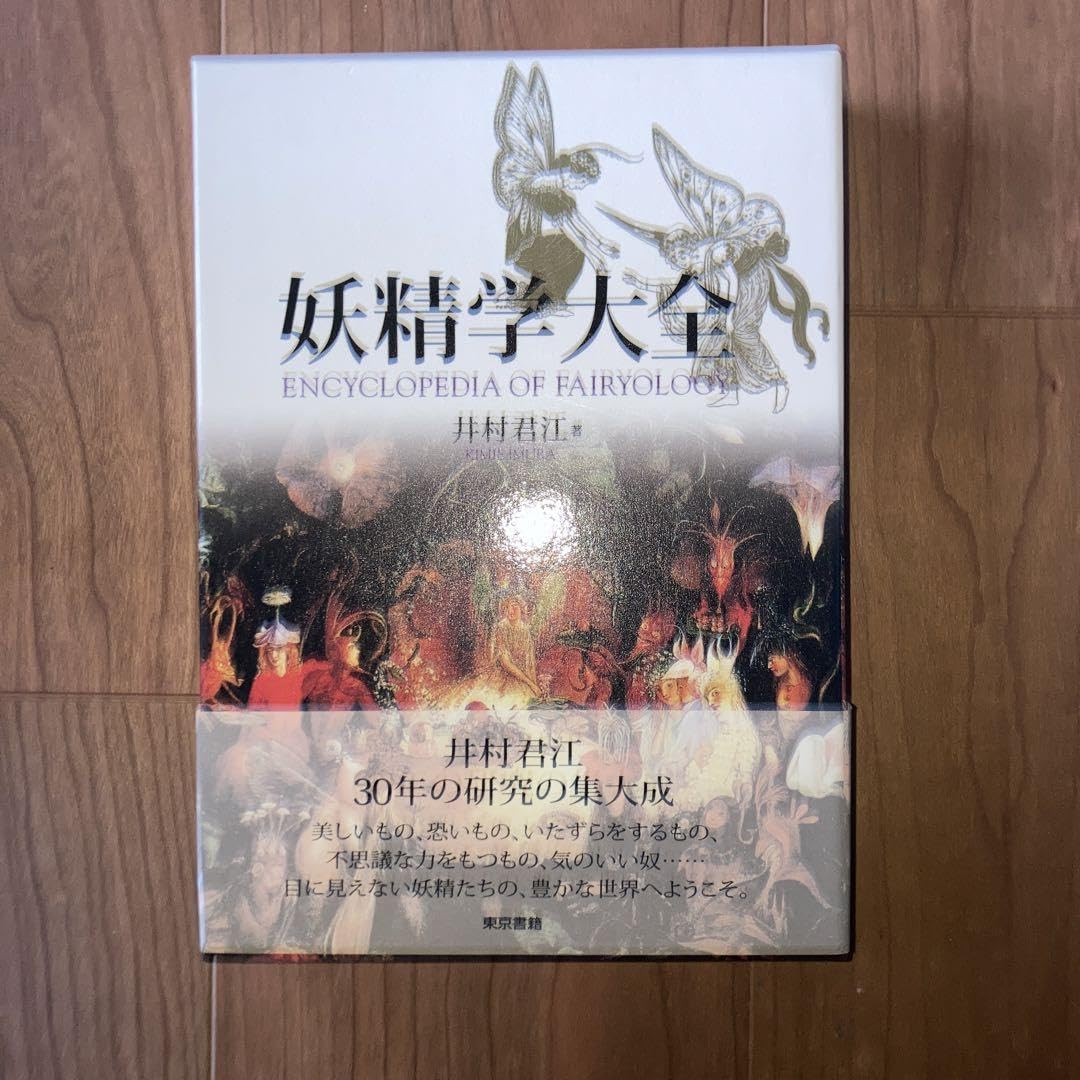 妖精学大全
ENCYCLOPEDIA OF FAIRYOLOGY
井村君江 著
KIMIE IMURA
井村君江
30年の研究の集大成
美しいもの、恐いもの、いたずらをするもの、
不思議な力をもつもの、気のいい奴……
目に見えない妖精たちの、豊かな世界へようこそ。
東京書籍